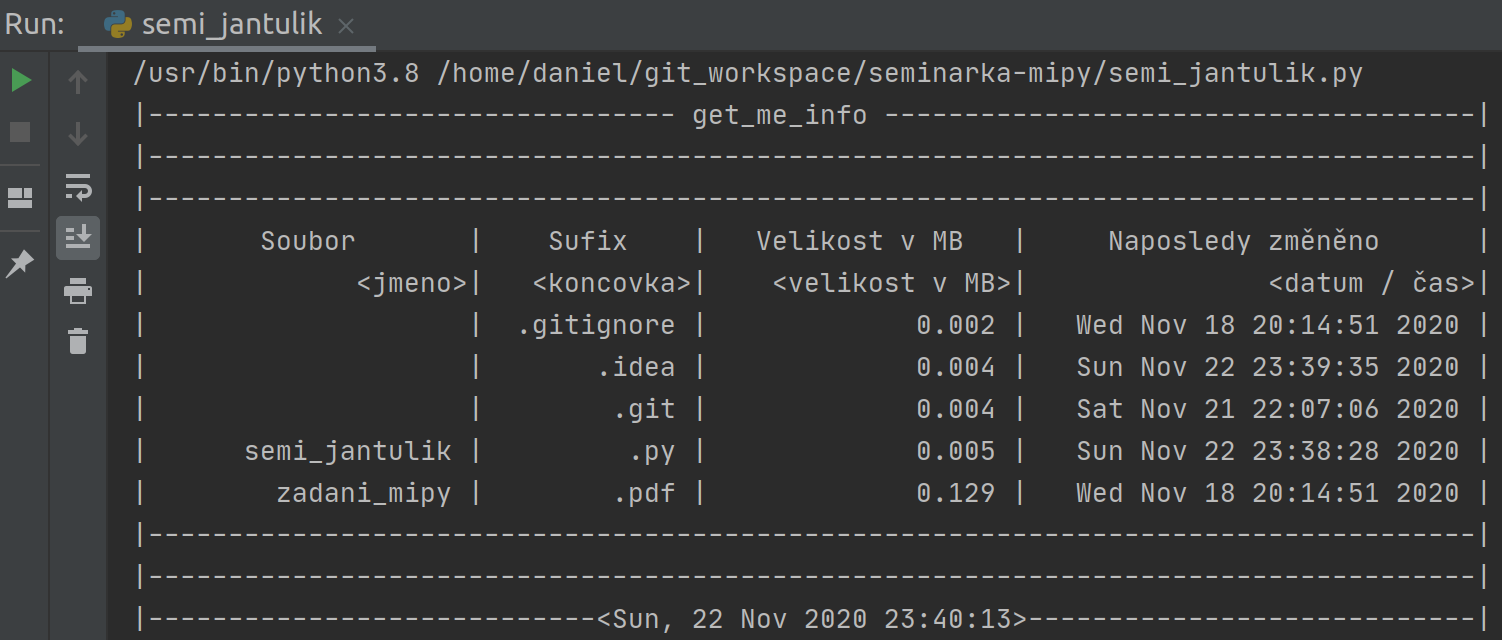 Run: semi_jantulik
/usr/bin/python3.8 /home/daniel/git_workspace/seminarka-mipy/semi_jantulik.py
|--------------------------------- get_me_info -------------------------------------|
|-----------------------------------------------------------------------------------|
|-----------------------------------------------------------------------------------|
|       Soubor       |    Sufix    |   Velikost v MB   |     Naposledy změněno      |
|             <jmeno>|   <koncovka>|    <velikost v MB>|               <datum / čas>|
|                    |  .gitignore |             0.002 |   Wed Nov 18 20:14:51 2020 |
|                    |       .idea |             0.004 |   Sun Nov 22 23:39:35 2020 |
|                    |        .git |             0.004 |   Sat Nov 21 22:07:06 2020 |
|      semi_jantulik |         .py |             0.005 |   Sun Nov 22 23:38:28 2020 |
|        zadani_mipy |        .pdf |             0.129 |   Wed Nov 18 20:14:51 2020 |
|-----------------------------------------------------------------------------------|
|-----------------------------------------------------------------------------------|
|----------------------------<Sun, 22 Nov 2020 23:40:13>----------------------------|